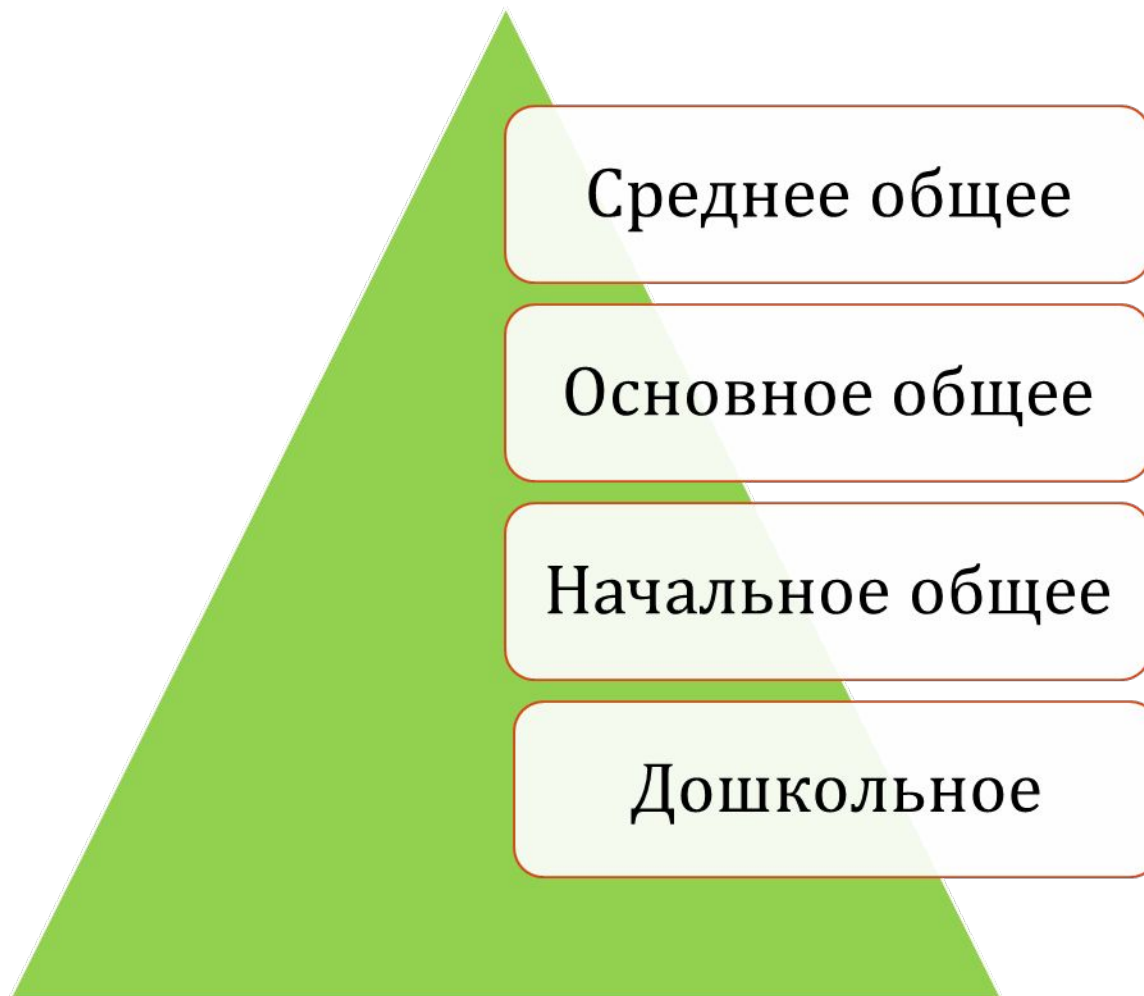 Среднее общее
Основное общее
Начальное общее
Дошкольное